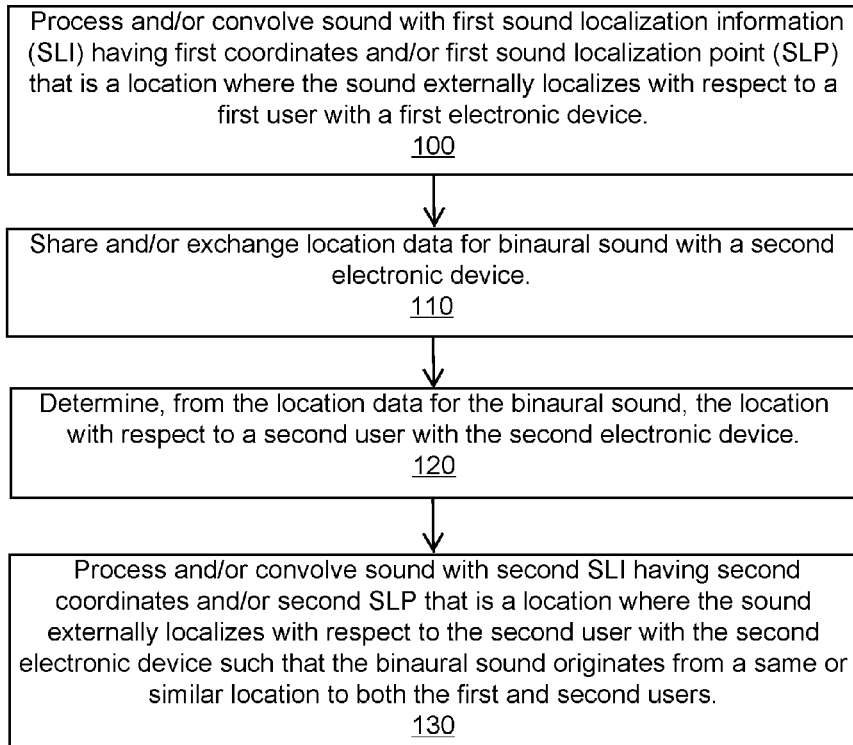 Process and/or convolve sound with first sound localization information
(SLI) having first coordinates and/or first sound localization point (SLP)
that is a location where the sound externally localizes with respect to a
first user with a first electronic device.
100
Share and/or exchange location data for binaural sound with a second
electronic device.
110
Determine, from the location data for the binaural sound, the location
with respect to a second user with the second electronic device.
120
Process and/or convolve sound with second SLI having second
coordinates and/or second SLP that is a location where the sound
externally localizes with respect to the second user with the second
electronic device such that the binaural sound originates from a same or
similar location to both the first and second users.
130